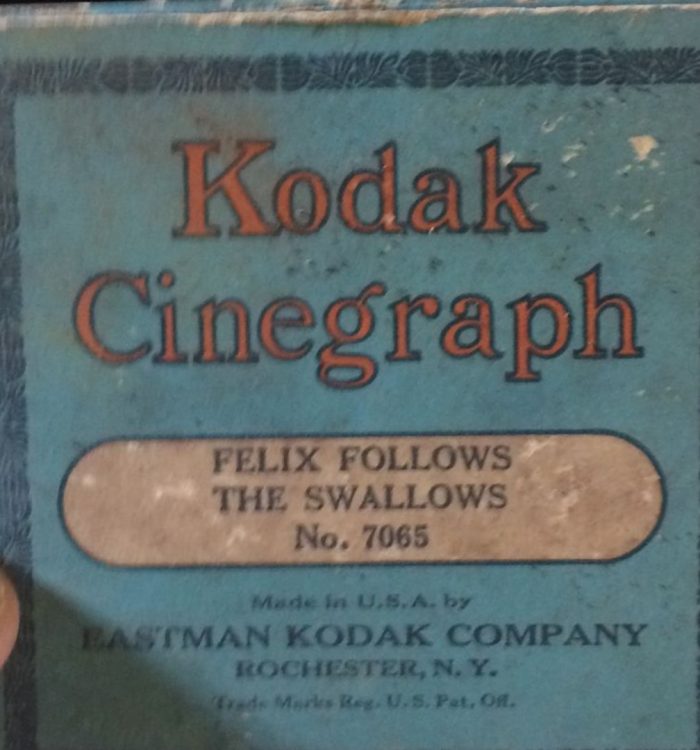 Kodak
Cinegraph
FELIX FOLLOWS
THE SWALLOWS
No. 7065
Made in U.S.A. by
EASTMAN KODAK COMPANY
ROCHESTER, N. Y.
Trade Marks Reg. U. S. Pat. Off.